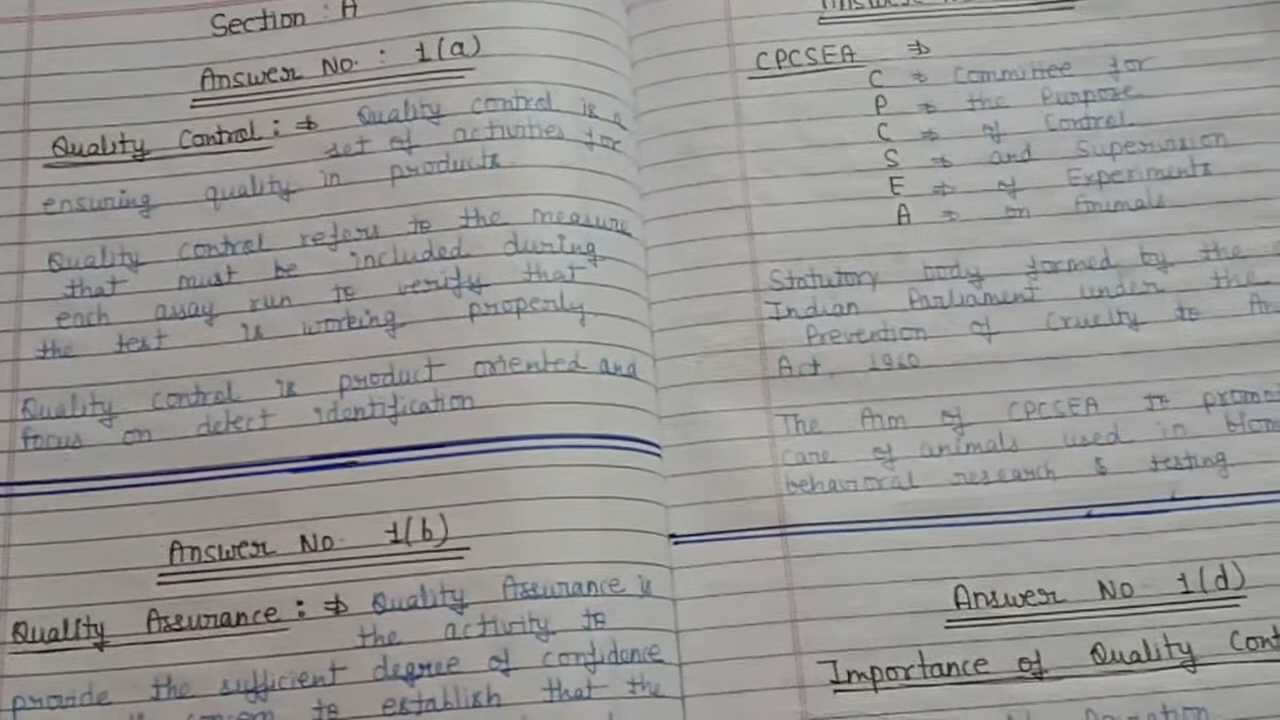 Section : A
Answer No. : 1(a)
Quality Control : ⇒ Quality control is a
set of activities for
ensuring quality in products.
Quality control refers to the measure
that must be included during
each assay run to verify that
the test is working properly.
Quality control is product oriented and
focus on defect identification
Answer No. 1(b)
Quality Assurance : ⇒ Quality Assurance is
the activity to
provide the sufficient degree of confidence
to establish that the
CPCSEA ⇒
C ⇒ Committee for
P ⇒ the Purpose
C ⇒ of Control
S ⇒ and Supervision
E ⇒ of Experiments
A ⇒ on Animals
Statutory body formed by the
Indian Parliament under the
Prevention of Cruelty to
Act, 1960
The Aim of CPCSEA is
care of animals used in
behavioral research & testing
Answer No 1(d)
Importance of Quality Cont